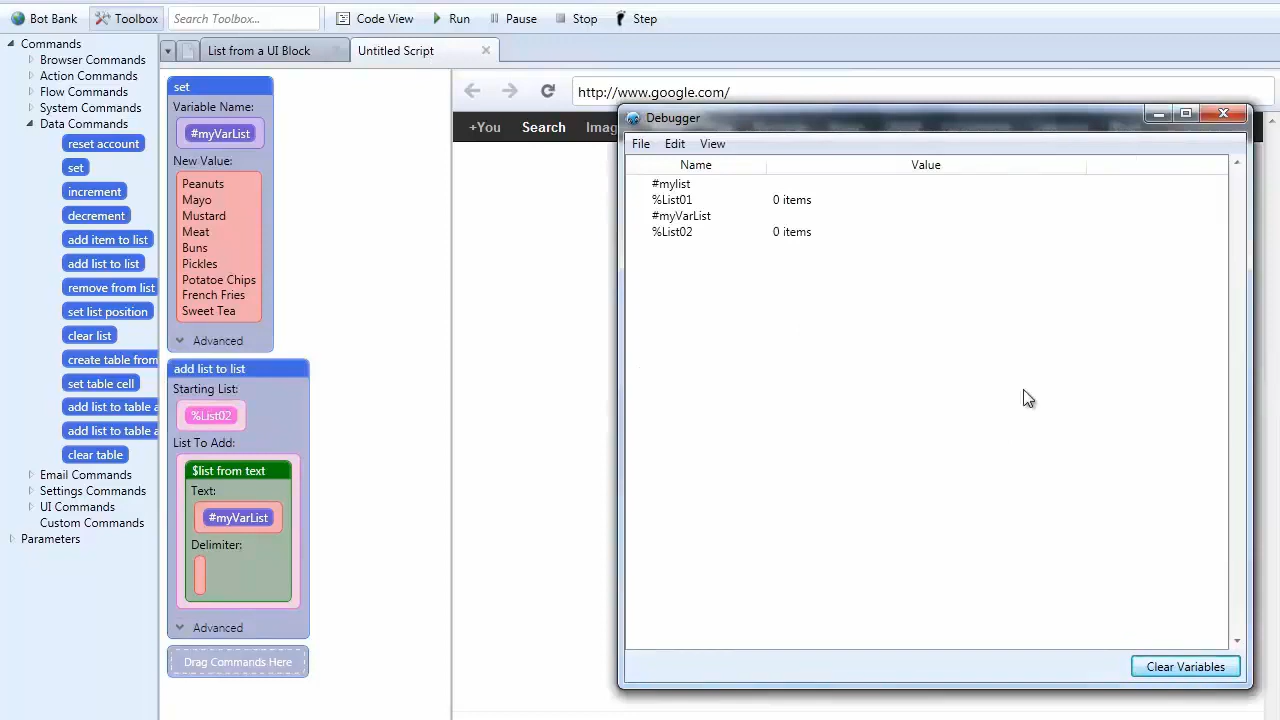 Bot Bank
Toolbox
Search Toolbox...
Code View
Run
Pause
Stop
Step
Commands
Browser Commands
Action Commands
Flow Commands
System Commands
Data Commands
reset account
set
increment
decrement
add item to list
add list to list
remove from list
set list position
clear list
create table from
set table cell
add list to table a
add list to table a
clear table
Email Commands
Settings Commands
UI Commands
Custom Commands
Parameters
List from a UI Block
Untitled Script
set
Variable Name:
#myVarList
New Value:
Peanuts
Mayo
Mustard
Meat
Buns
Pickles
Potatoe Chips
French Fries
Sweet Tea
Advanced
add list to list
Starting List:
%List02
List To Add:
$list from text
Text:
#myVarList
Delimiter:
Advanced
Drag Commands Here
http://www.google.com/
+You Search Imag
Debugger
File Edit View
Name Value
#mylist
%List01 0 items
#myVarList
%List02 0 items
Clear Variables